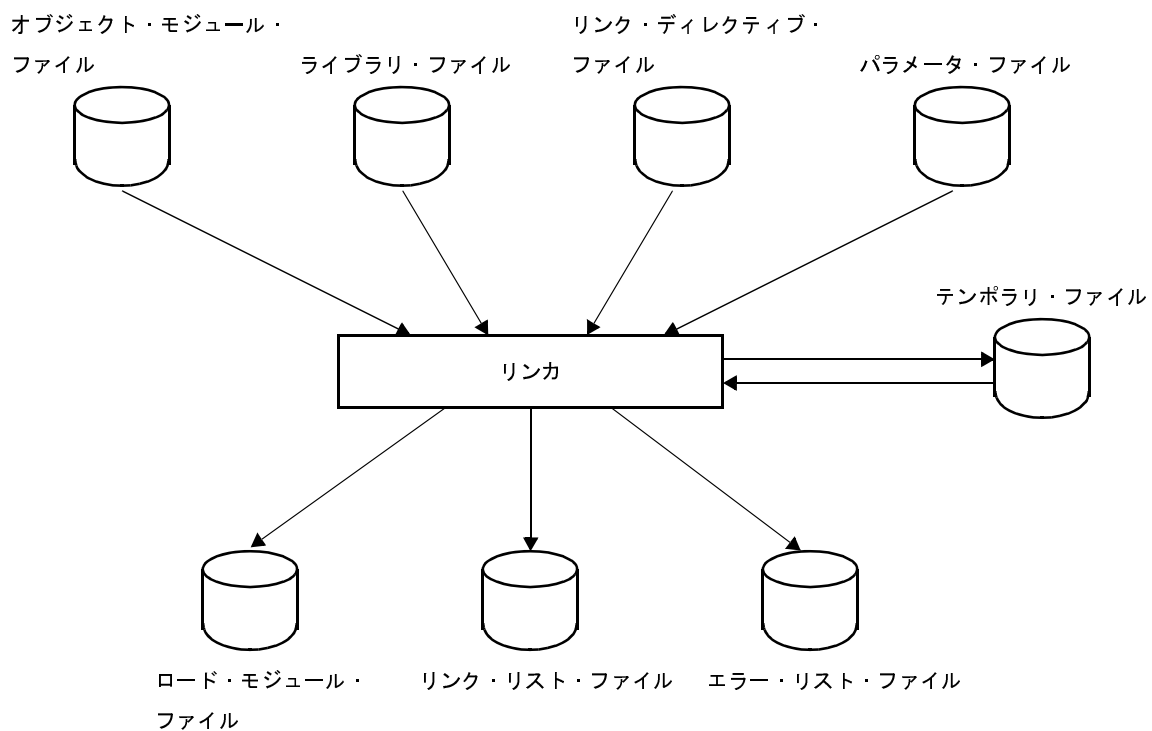 オブジェクト・モジュール・
ファイル
ライブラリ・ファイル
リンク・ディレクティブ・
ファイル
パラメータ・ファイル
テンポラリ・ファイル
リンカ
ロード・モジュール・
ファイル
リンク・リスト・ファイル
エラー・リスト・ファイル